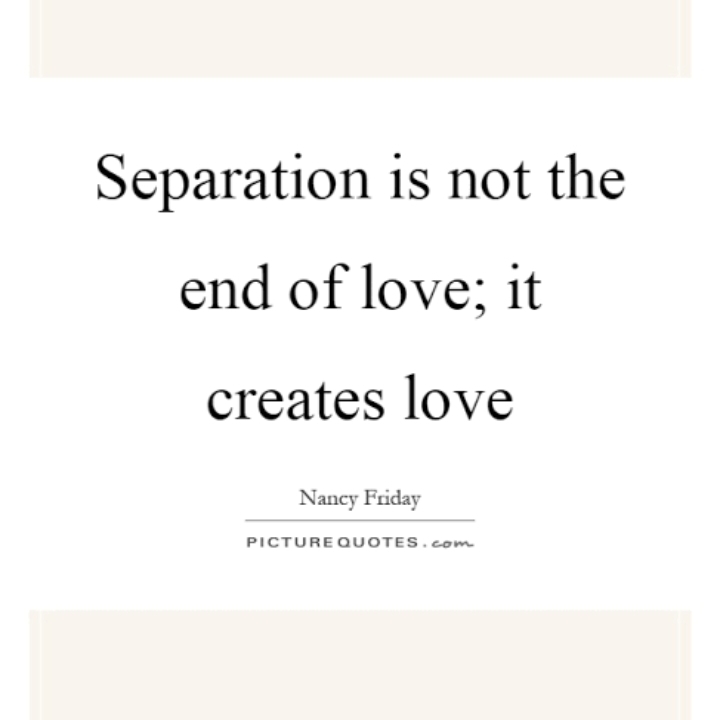 Separation is not the
end of love; it
creates love
Nancy Friday
PICTUREQUOTES.com